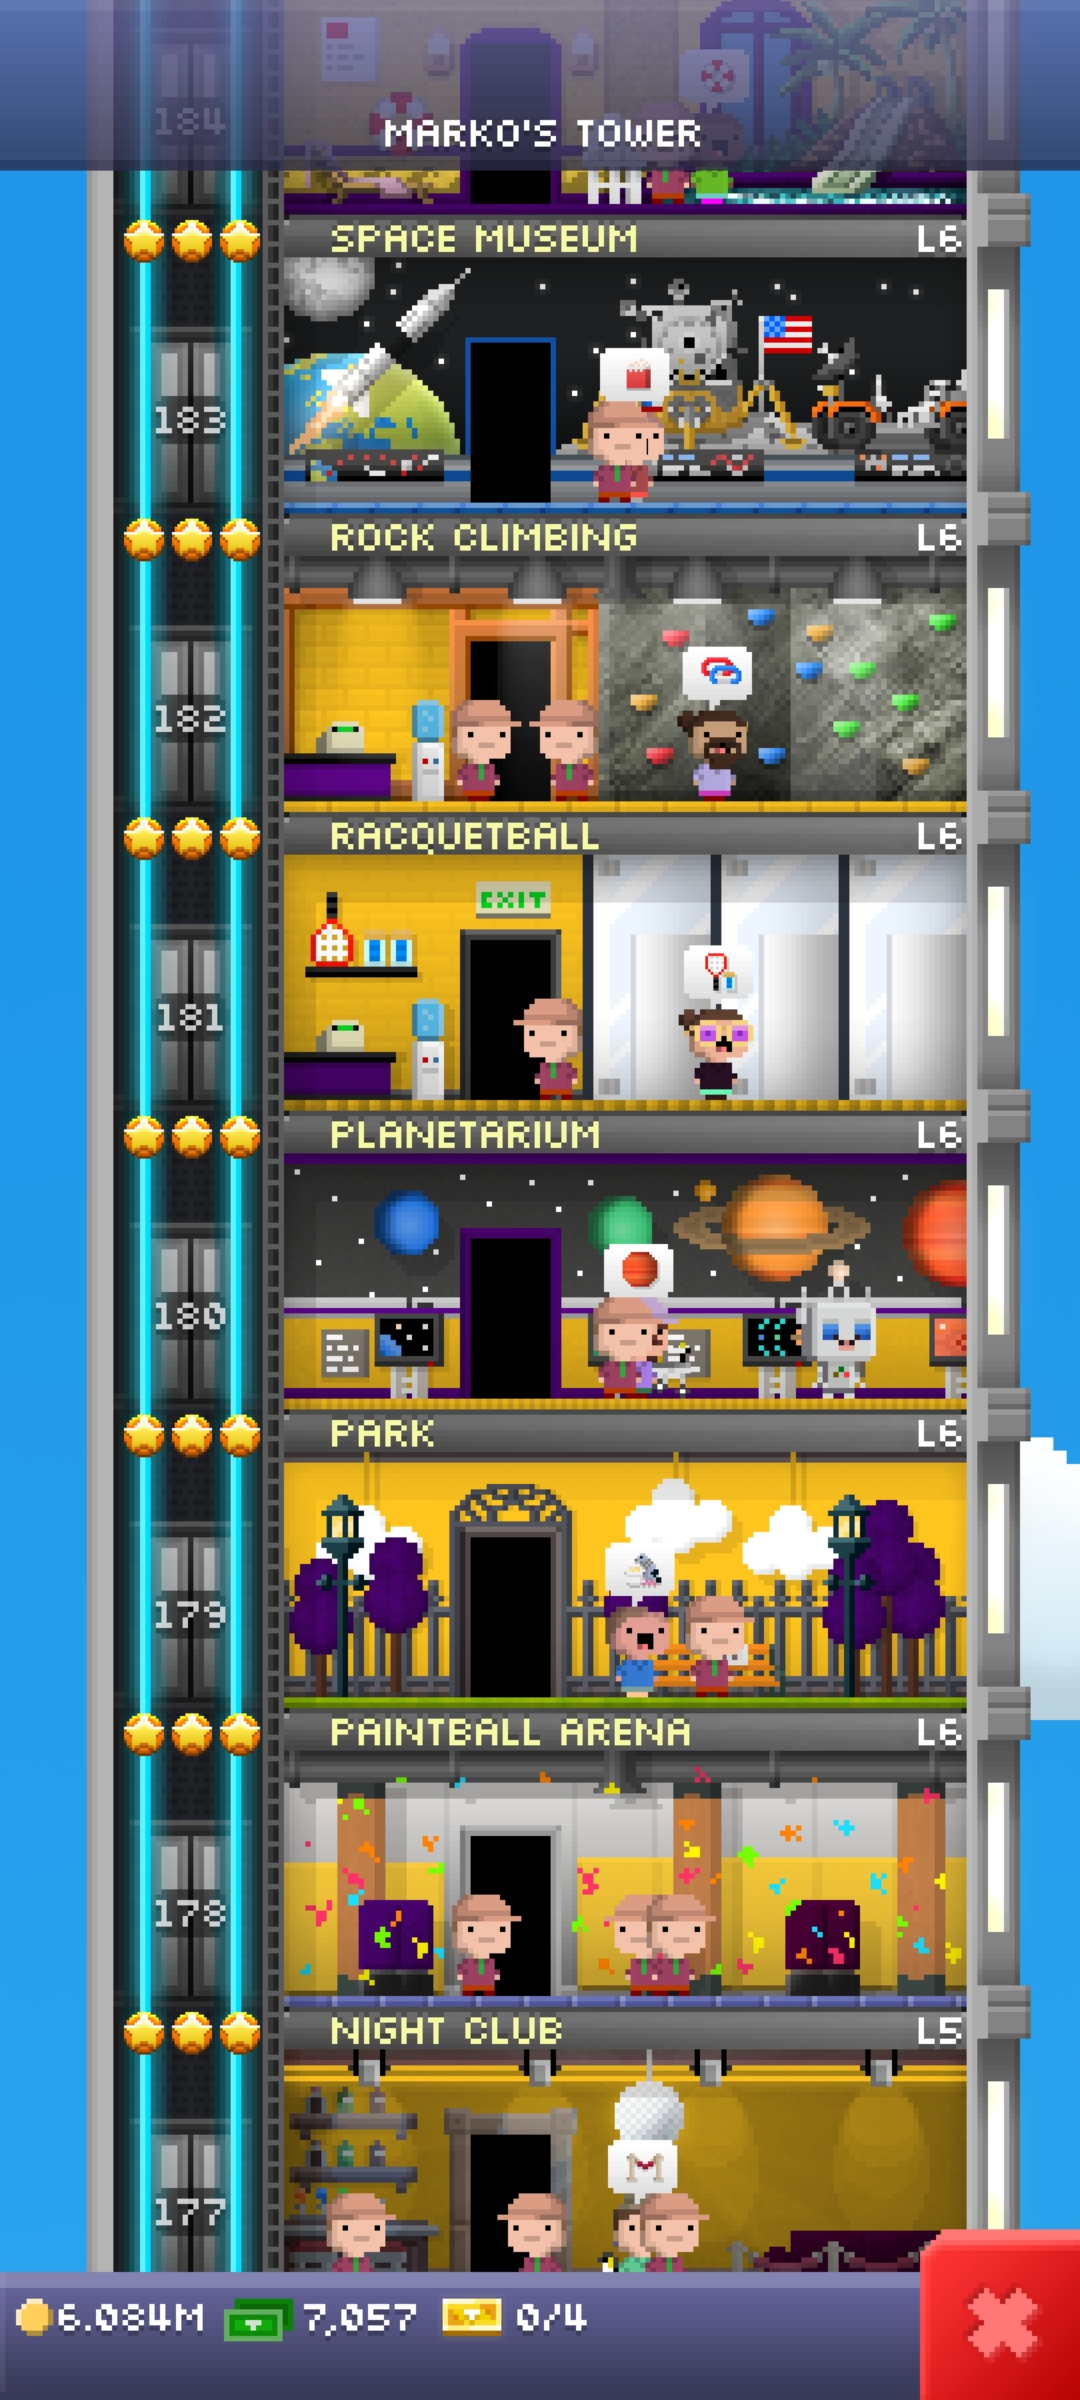 184
MARKO'S TOWER
SPACE MUSEUM L6
183
ROCK CLIMBING L6
182
RACQUETBALL L6
EXIT
181
PLANETARIUM L6
180
PARK L6
179
PAINTBALL ARENA L6
178
NIGHT CLUB L5
M
177
6.084M 7,057 0/4